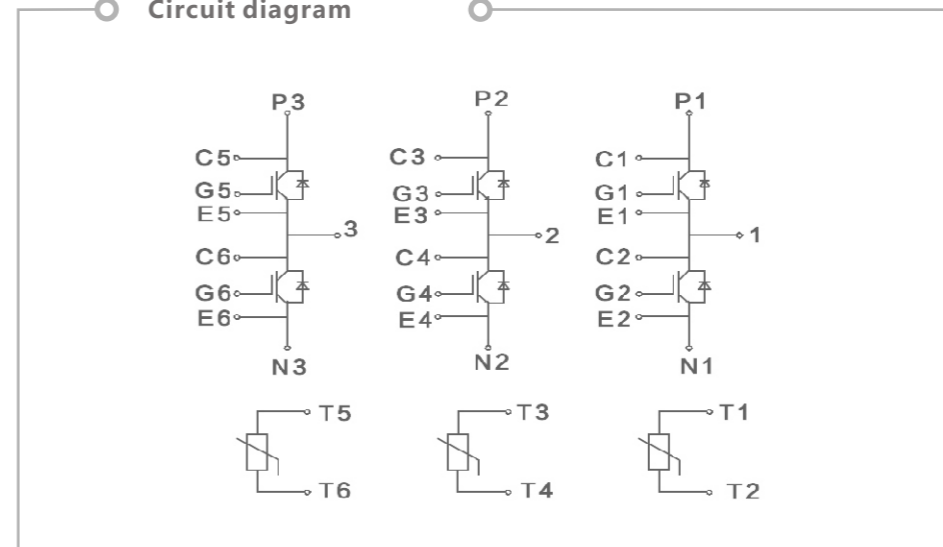 Circuit diagram
P3 P2 P1
C5 C3 C1
G5 G3 G1
E5 E3 E1
3 2 1
C6 C4 C2
G6 G4 G2
E6 E4 E2
N3 N2 N1
T5 T3 T1
T6 T4 T2